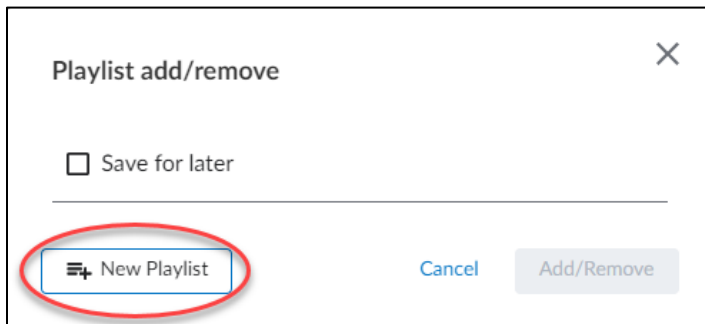 Playlist add/remove
Save for later
New Playlist
Cancel
Add/Remove